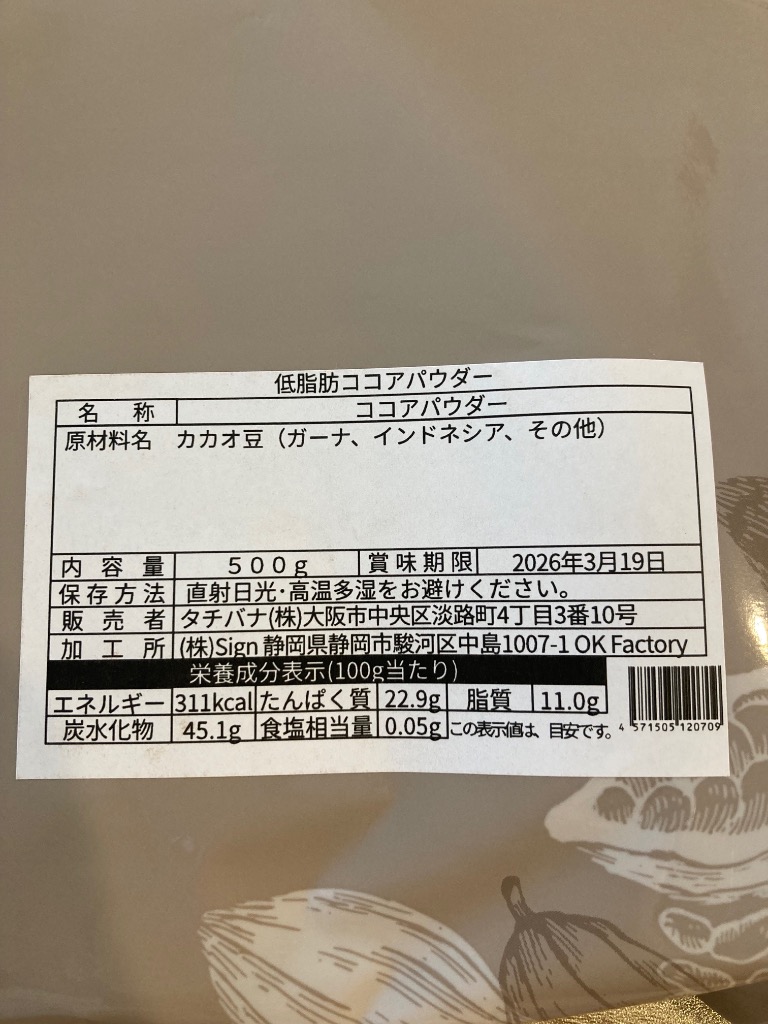 低脂肪ココアパウダー
名 称 ココアパウダー
原材料名 カカオ豆（ガーナ、インドネシア、その他）
内 容 量 500g 賞味期限 2026年3月19日
保存方法 直射日光･高温多湿をお避けください。
販 売 者 タチバナ(株)大阪市中央区淡路町4丁目3番10号
加 工 所 (株)Sign 静岡県静岡市駿河区中島1007-1 OK Factory
栄養成分表示(100g当たり)
エネルギー 311kcal たんぱく質 22.9g 脂質 11.0g
炭水化物 45.1g 食塩相当量 0.05g この表示値は、目安です。
4 571505 120709